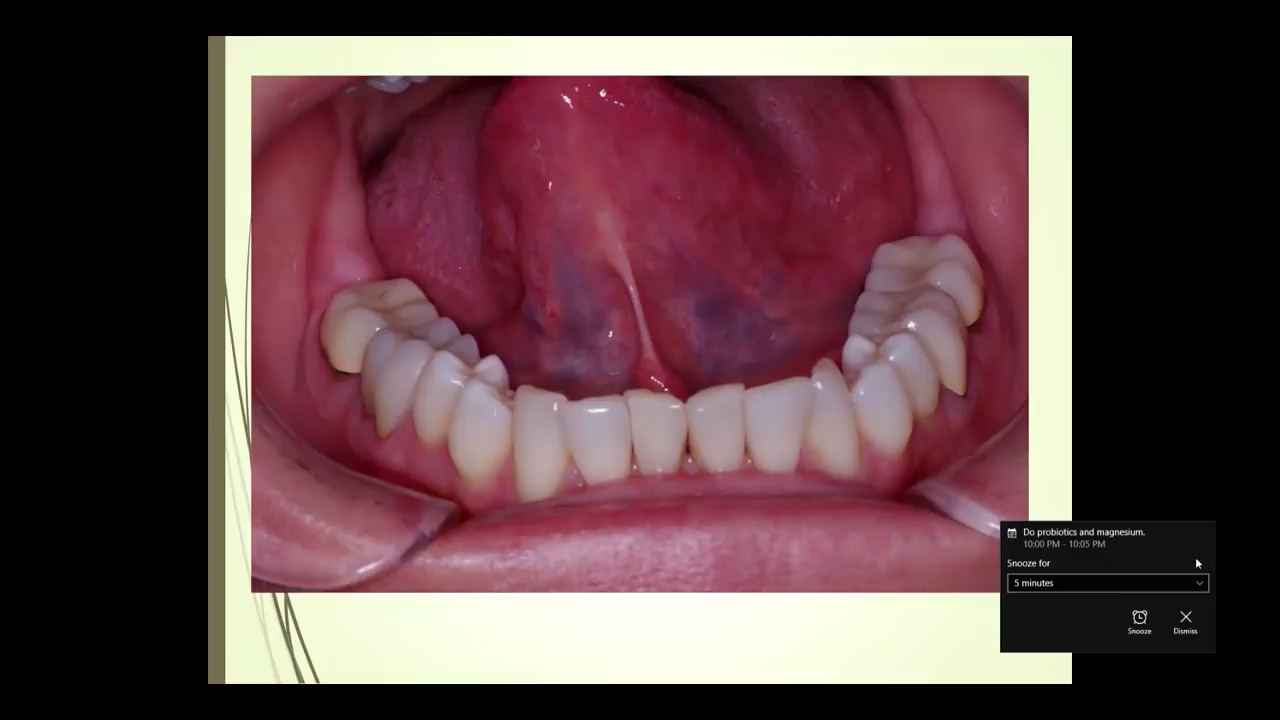 Do probiotics and magnesium.
10:00 PM - 10:05 PM
Snooze for
5 minutes
Snooze
Dismiss